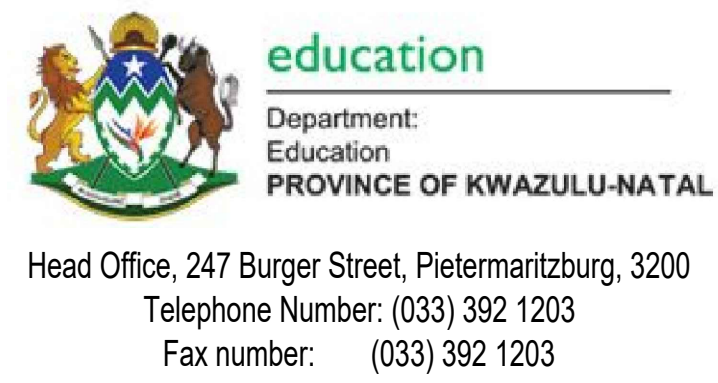 education
Department:
Education
PROVINCE OF KWAZULU-NATAL
Head Office, 247 Burger Street, Pietermaritzburg, 3200
Telephone Number: (033) 392 1203
Fax number: (033) 392 1203